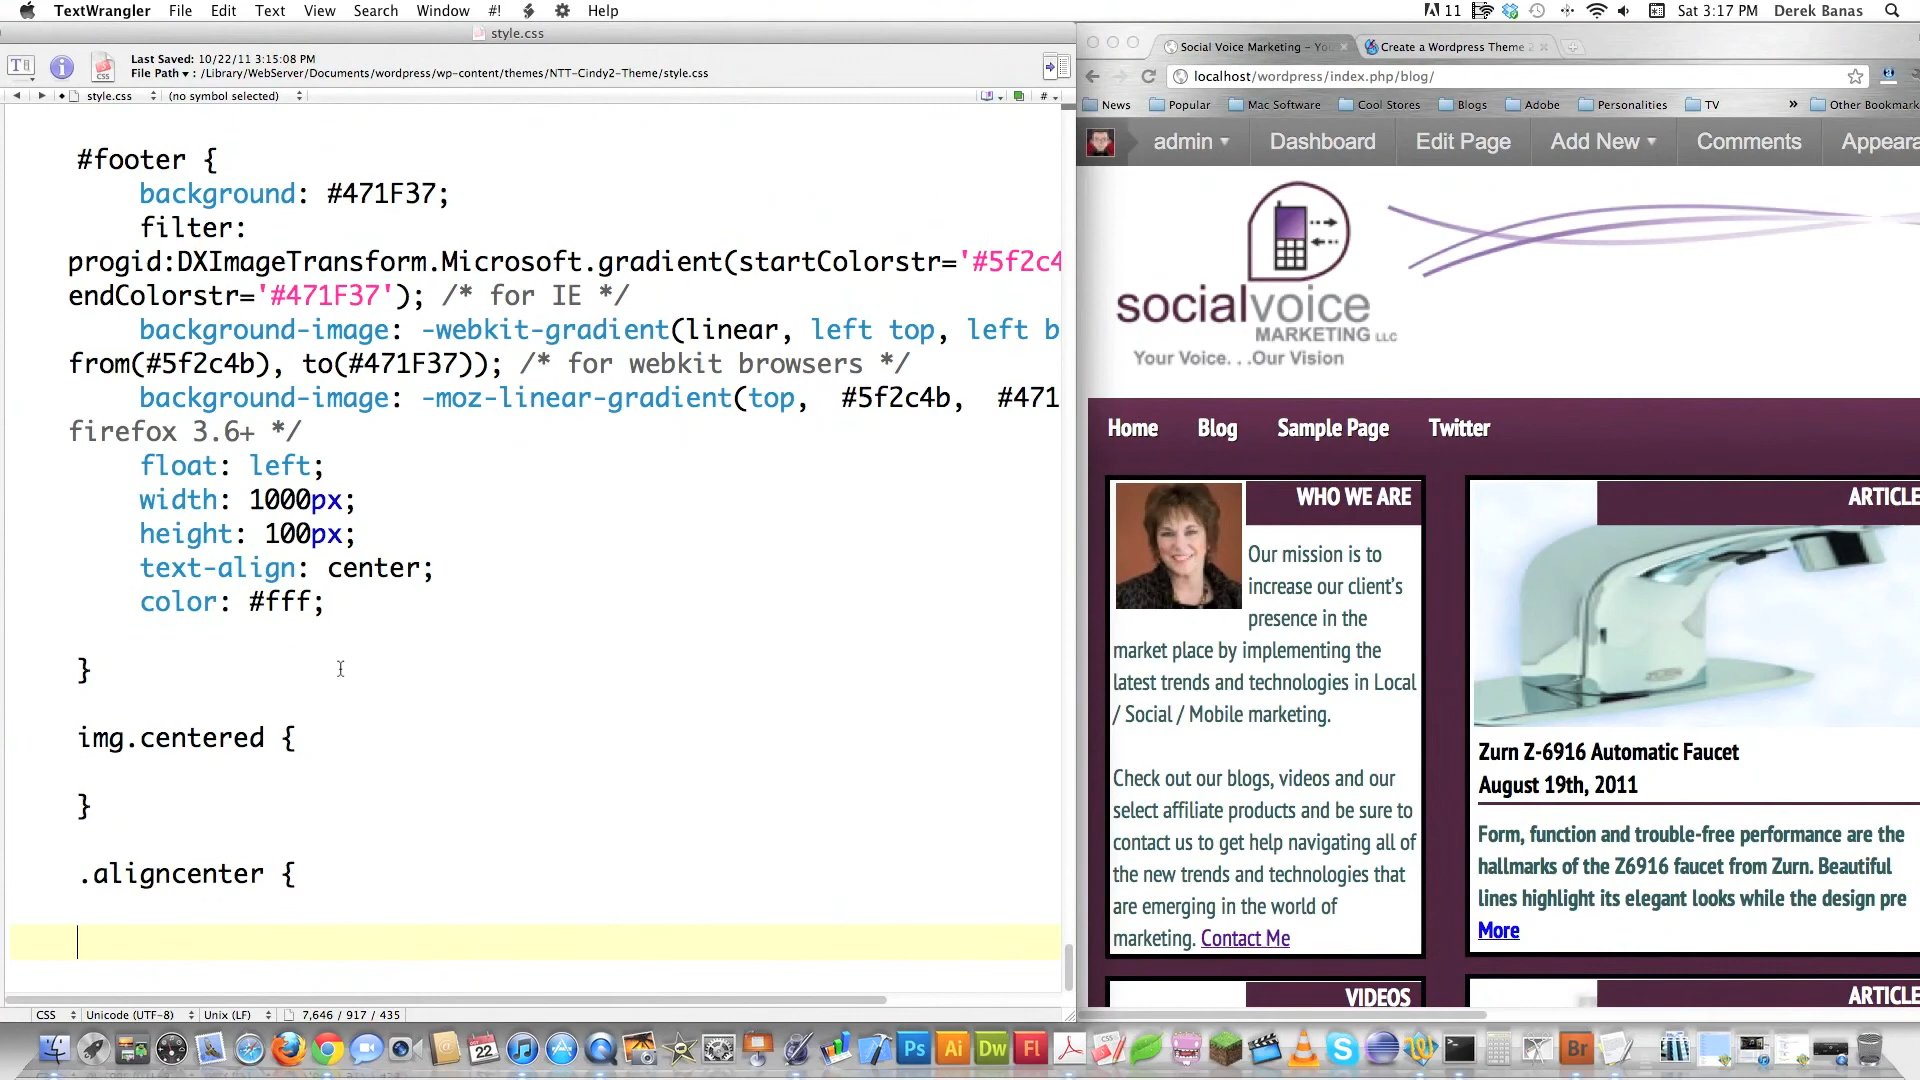 TextWrangler File Edit Text View Search Window #! Help
11 Sat 3:17 PM Derek Banas
style.css
Last Saved: 10/22/11 3:15:08 PM
File Path ▾ : /Library/WebServer/Documents/wordpress/wp-content/themes/NTT-Cindy2-Theme/style.css
style.css (no symbol selected)
#footer {
background: #471F37;
filter:
progid:DXImageTransform.Microsoft.gradient(startColorstr='#5f2c4
endColorstr='#471F37'); /* for IE */
background-image: -webkit-gradient(linear, left top, left b
from(#5f2c4b), to(#471F37)); /* for webkit browsers */
background-image: -moz-linear-gradient(top, #5f2c4b, #471
firefox 3.6+ */
float: left;
width: 1000px;
height: 100px;
text-align: center;
color: #fff;
}
img.centered {
}
.aligncenter {
CSS Unicode (UTF-8) Unix (LF) 7,646 / 917 / 435
Social Voice Marketing – Yo Create a Wordpress Theme 2
localhost/wordpress/index.php/blog/
News Popular Mac Software Cool Stores Blogs Adobe Personalities TV » Other Bookmark
admin Dashboard Edit Page Add New Comments Appeara
socialvoice
MARKETING LLC
Your Voice. . .Our Vision
Home Blog Sample Page Twitter
WHO WE ARE
Our mission is to
increase our client's
presence in the
market place by implementing the
latest trends and technologies in Local
/ Social / Mobile marketing.
Check out our blogs, videos and our
select affiliate products and be sure to
contact us to get help navigating all of
the new trends and technologies that
are emerging in the world of
marketing. Contact Me
VIDEOS
ARTICLE
Zurn Z-6916 Automatic Faucet
August 19th, 2011
Form, function and trouble-free performance are the
hallmarks of the Z6916 faucet from Zurn. Beautiful
lines highlight its elegant looks while the design pre
More
ARTICLE
22 Ps Ai Dw Fl Br